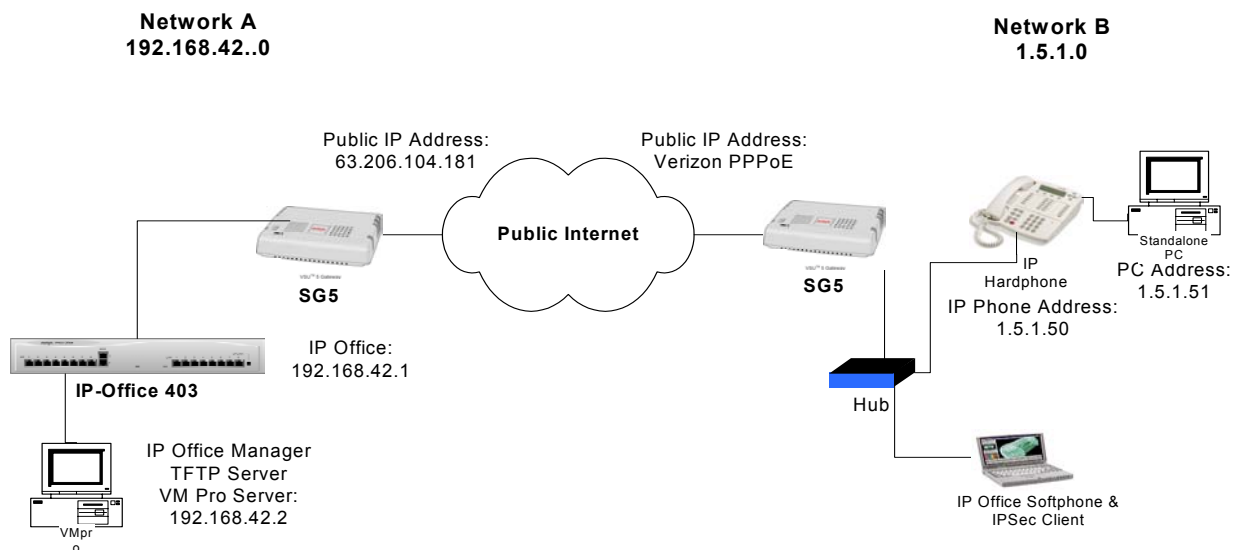 Network A
192.168.42..0
Network B
1.5.1.0
Public IP Address:
63.206.104.181
Public IP Address:
Verizon PPPoE
Public Internet
SG5
SG5
IP
Hardphone
IP Phone Address:
1.5.1.50
Standalone
PC
PC Address:
1.5.1.51
IP Office:
192.168.42.1
IP-Office 403
Hub
IP Office Manager
TFTP Server
VM Pro Server:
192.168.42.2
VMpr
o
IP Office Softphone &
IPSec Client